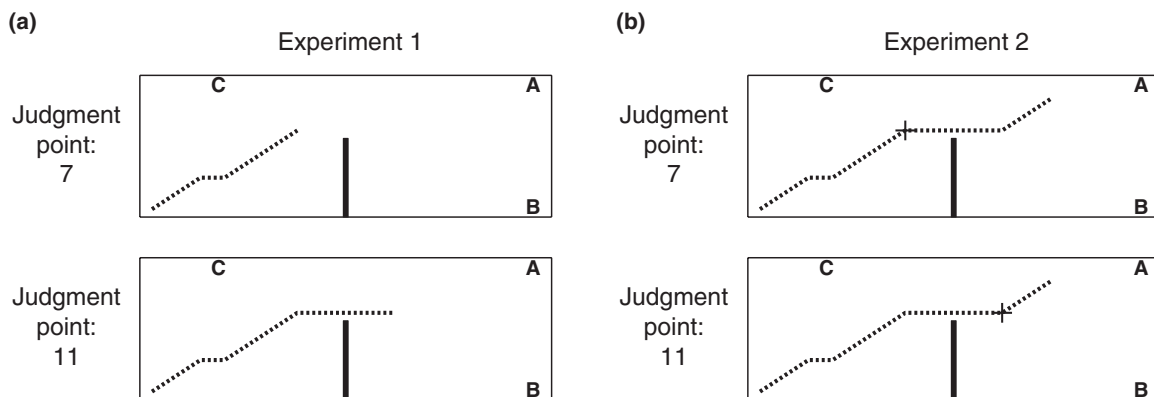 (a)
Experiment 1
Judgment
point:
7
C
A
B
Judgment
point:
11
C
A
B
(b)
Experiment 2
Judgment
point:
7
C
A
B
Judgment
point:
11
C
A
B